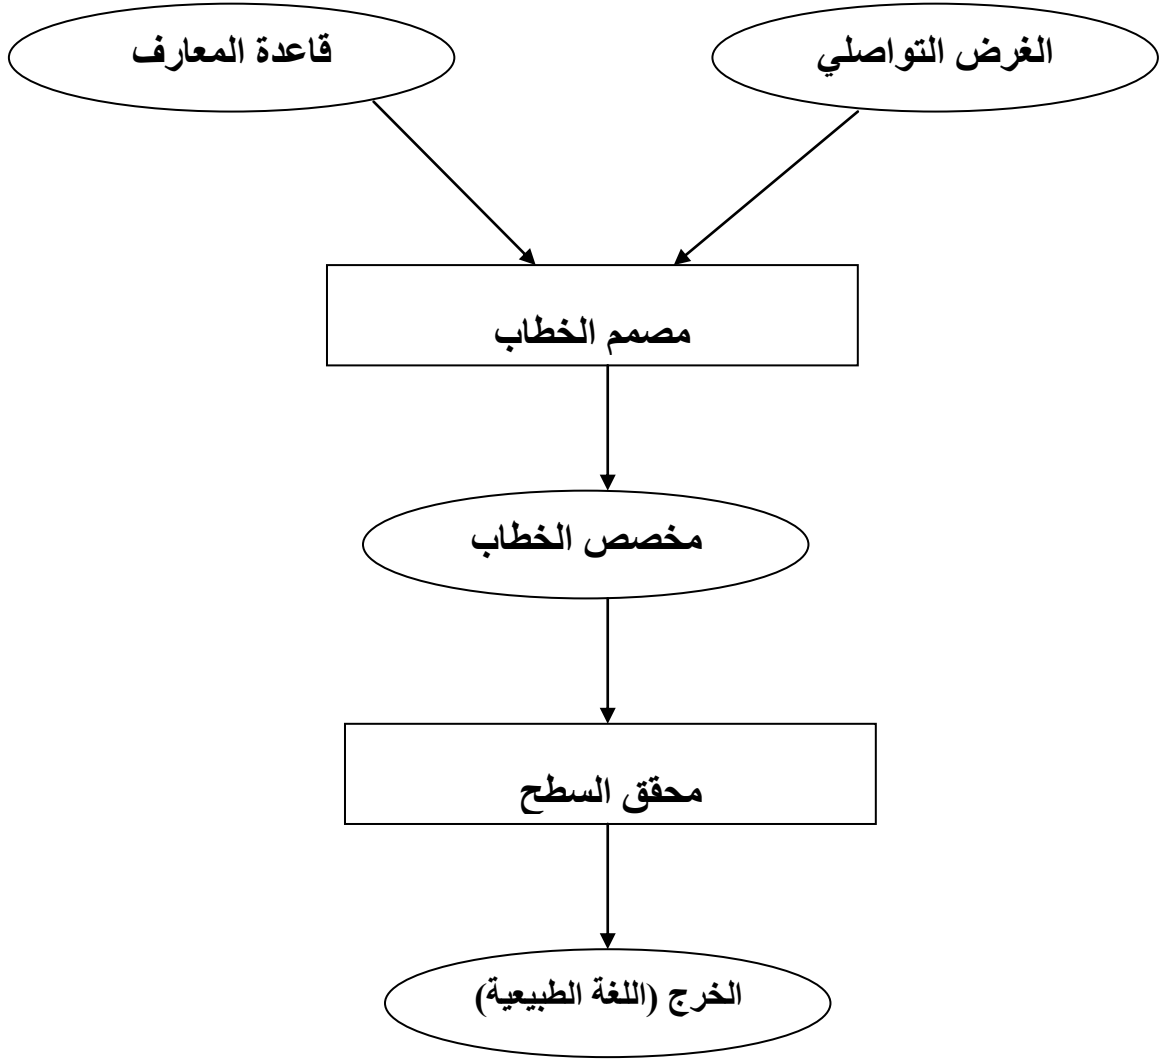 الغرض التواصلي
قاعدة المعارف
مصمم الخطاب
مخصص الخطاب
محقق السطح
الخرج (اللغة الطبيعية)